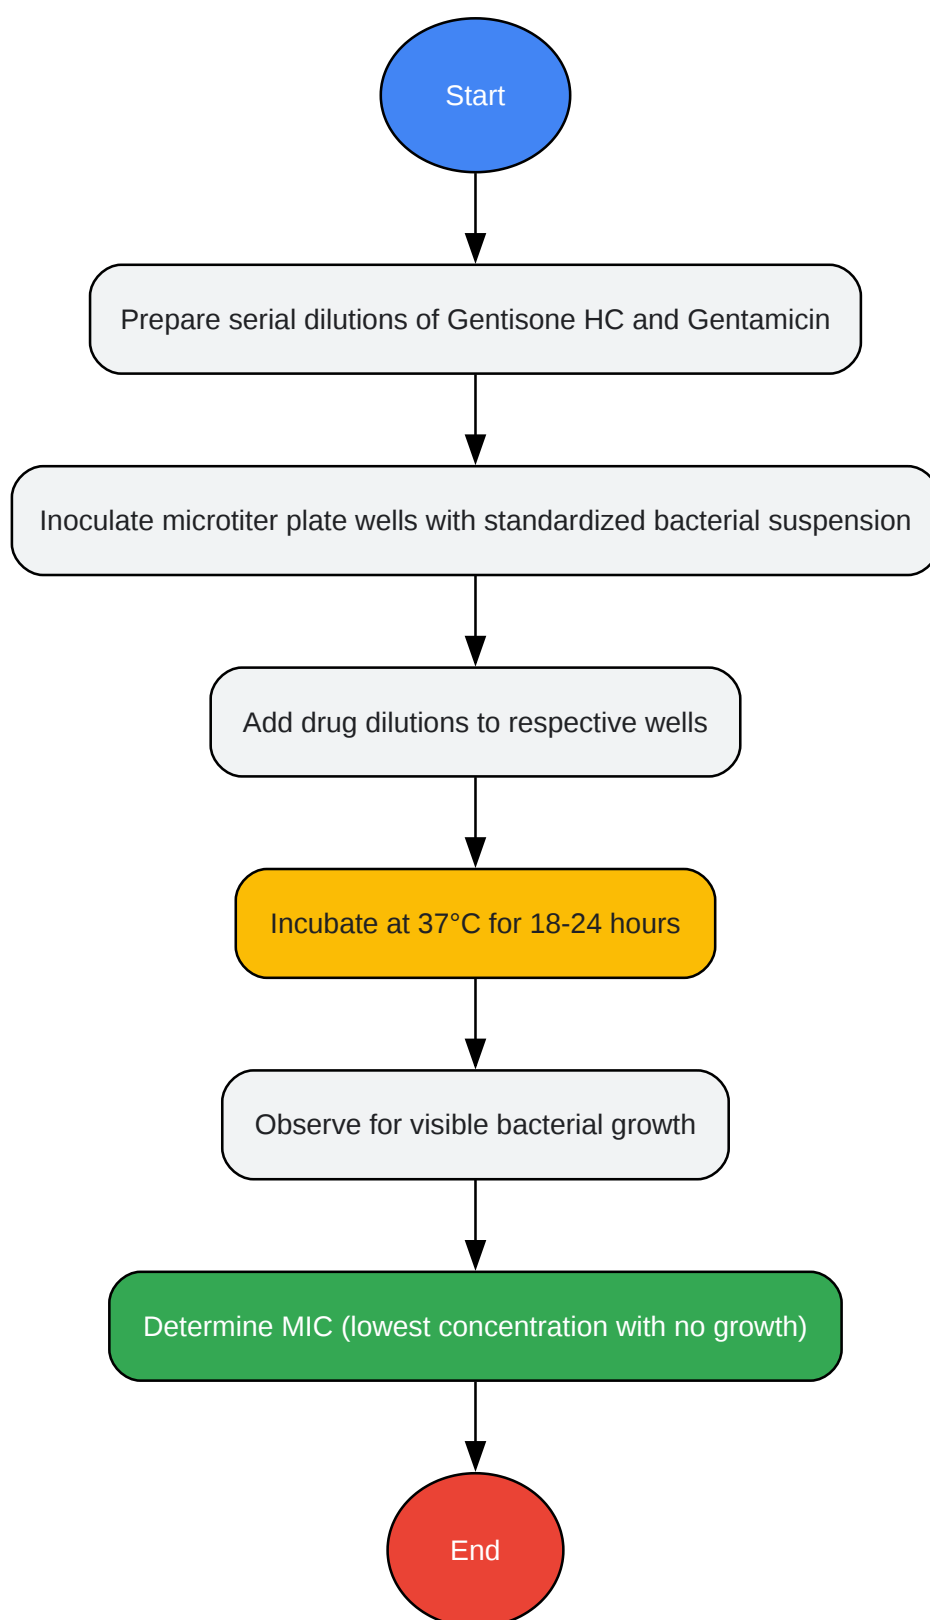 Start
Prepare serial dilutions of Gentisone HC and Gentamicin
Inoculate microtiter plate wells with standardized bacterial suspension
Add drug dilutions to respective wells
Incubate at 37°C for 18-24 hours
Observe for visible bacterial growth
Determine MIC (lowest concentration with no growth)
End